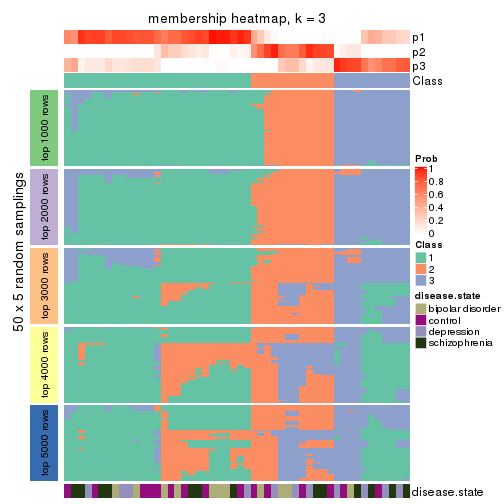 membership heatmap, k = 3
p1
p2
p3
Class
50 x 5 random samplings
top 1000 rows
top 2000 rows
top 3000 rows
top 4000 rows
top 5000 rows
disease.state
Prob
1
0.8
0.6
0.4
0.2
0
Class
1
2
3
disease.state
bipolar disorder
control
depression
schizophrenia